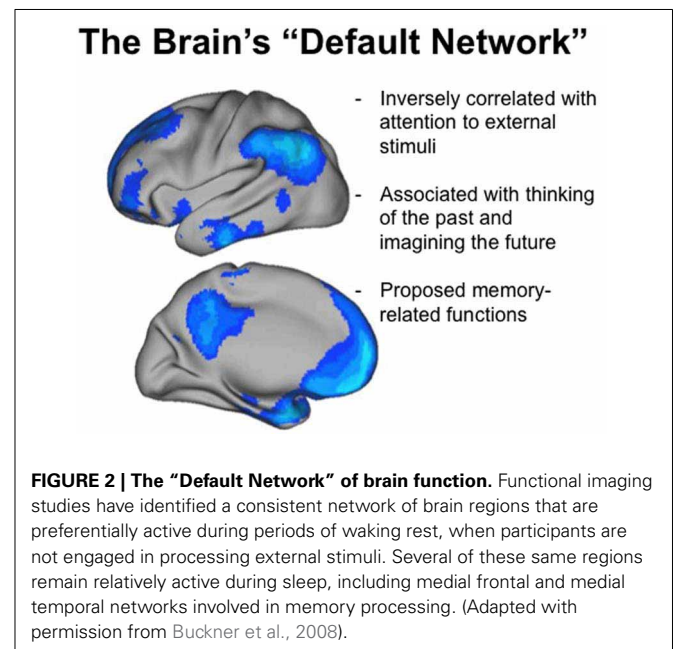 The Brain's “Default Network”
- Inversely correlated with
attention to external
stimuli
- Associated with thinking
of the past and
imagining the future
- Proposed memory-
related functions
FIGURE 2 | The “Default Network” of brain function. Functional imaging
studies have identified a consistent network of brain regions that are
preferentially active during periods of waking rest, when participants are
not engaged in processing external stimuli. Several of these same regions
remain relatively active during sleep, including medial frontal and medial
temporal networks involved in memory processing. (Adapted with
permission from Buckner et al., 2008).